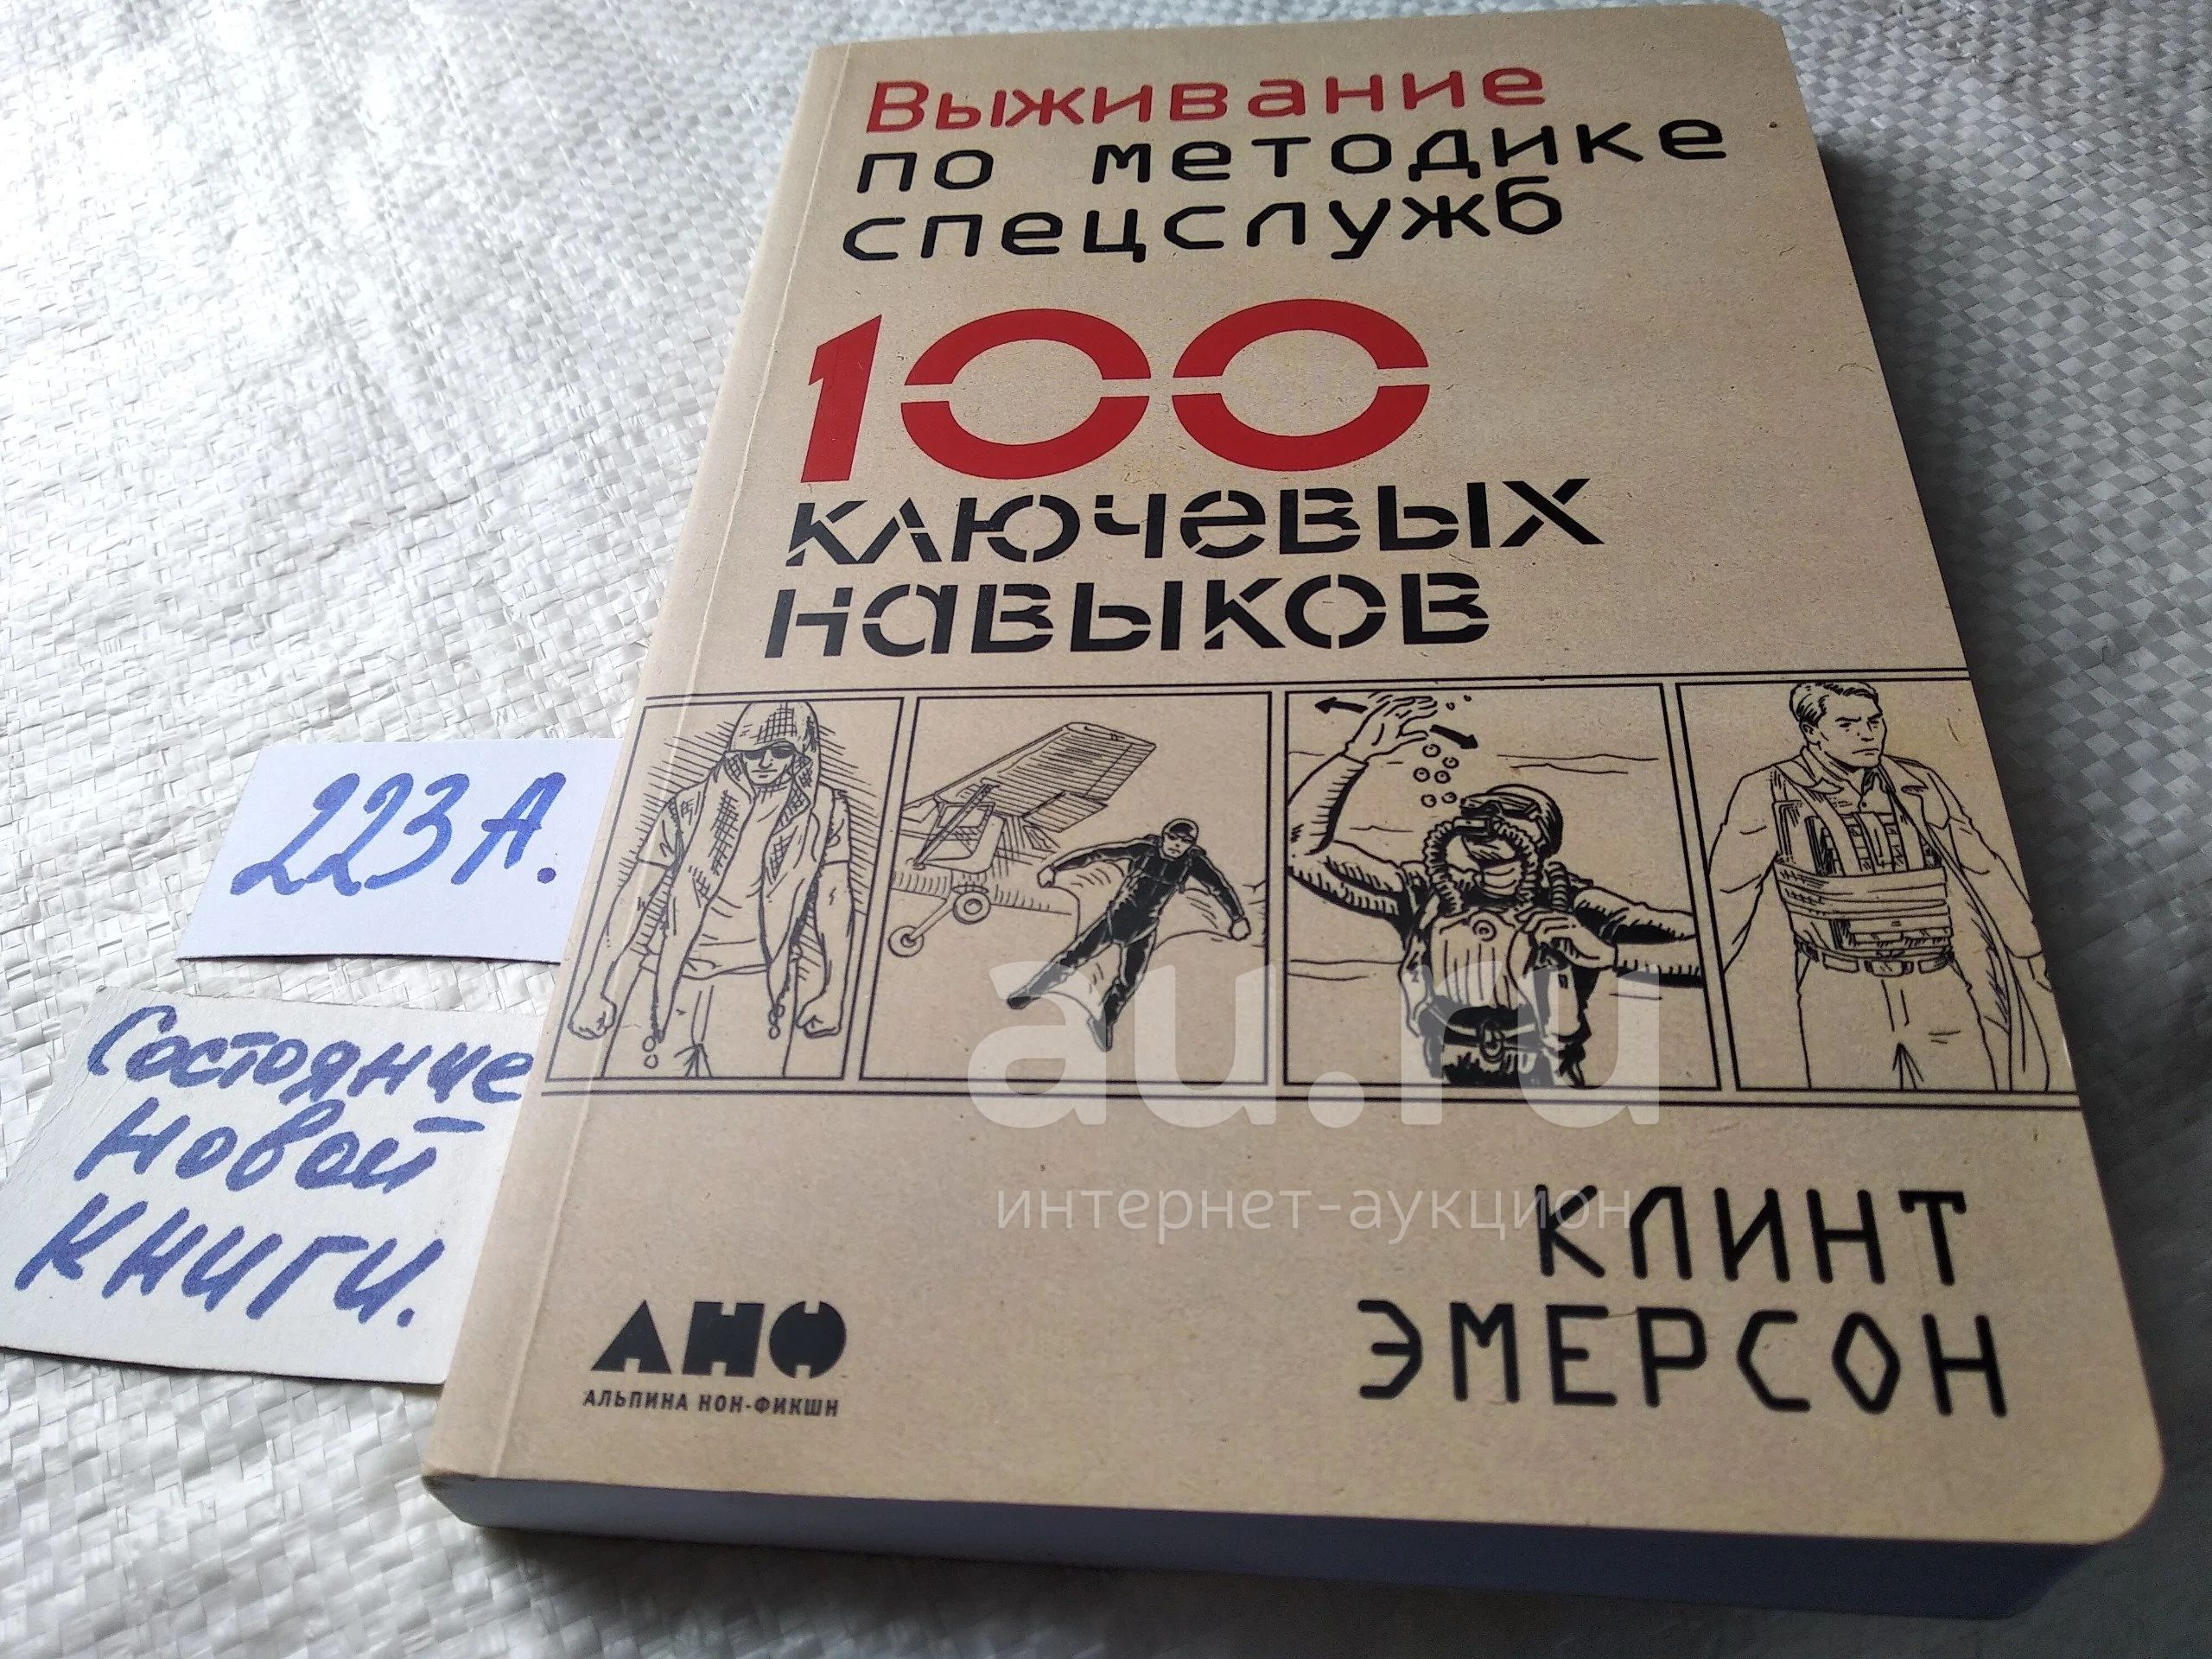 Выживание
по методике
спецслужб
100
ключевых
навыков
223А.
Состояние
новой
книги.
au.ru
интернет-аукцион
КЛИНТ
ЭМЕРСОН
АНФ
АЛЬПИНА НОН-ФИКШН